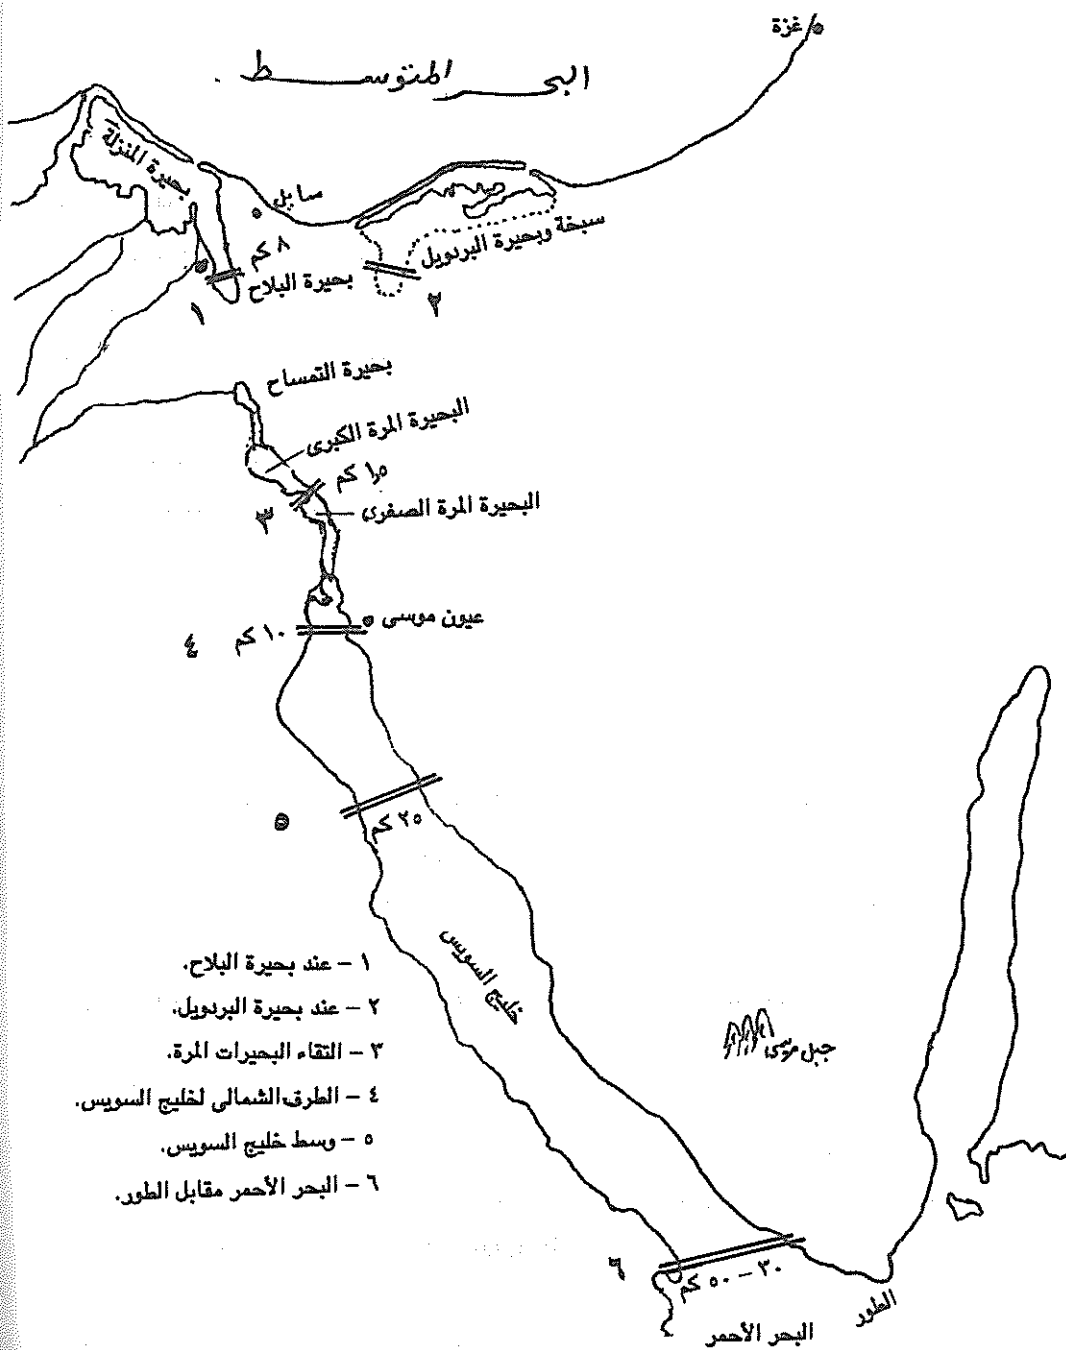 غزة
البحر المتوسط
بحيرة المنزلة
سابل
٨ كم
سبخة وبحيرة البردويل
بحيرة البلاح
١
٢
بحيرة التمساح
البحيرة المرة الكبرى
١,٥ كم
البحيرة المرة الصغرى
٣
عيون موسى
١٠ كم
٤
٢٥ كم
٥
خليج السويس
جبل موسى
١ – عند بحيرة البلاح.
٢ – عند بحيرة البردويل.
٣ – التقاء البحيرات المرة.
٤ – الطرف الشمالى لخليج السويس.
٥ – وسط خليج السويس.
٦ – البحر الأحمر مقابل الطور.
٦
٣٠ – ٥٠ كم
الطور
البحر الأحمر